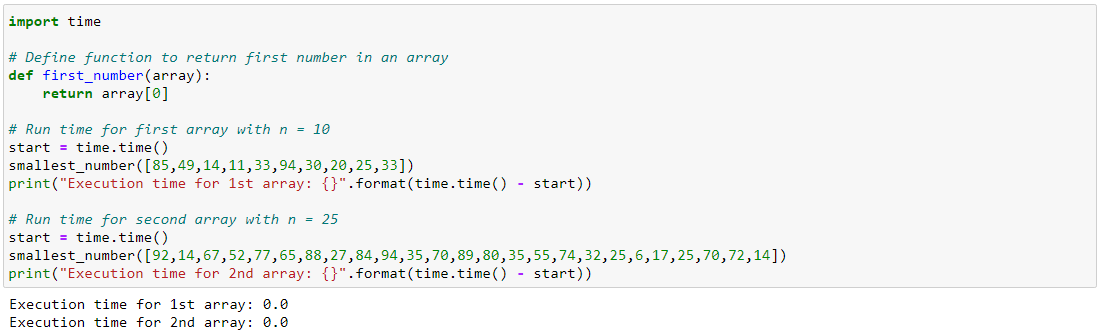 import time
# Define function to return first number in an array
def first_number(array):
    return array[0]
# Run time for first array with n = 10
start = time.time()
smallest_number([85,49,14,11,33,94,30,20,25,33])
print("Execution time for 1st array: {}".format(time.time() - start))
# Run time for second array with n = 25
start = time.time()
smallest_number([92,14,67,52,77,65,88,27,84,94,35,70,89,80,35,55,74,32,25,6,17,25,70,72,14])
print("Execution time for 2nd array: {}".format(time.time() - start))
Execution time for 1st array: 0.0
Execution time for 2nd array: 0.0